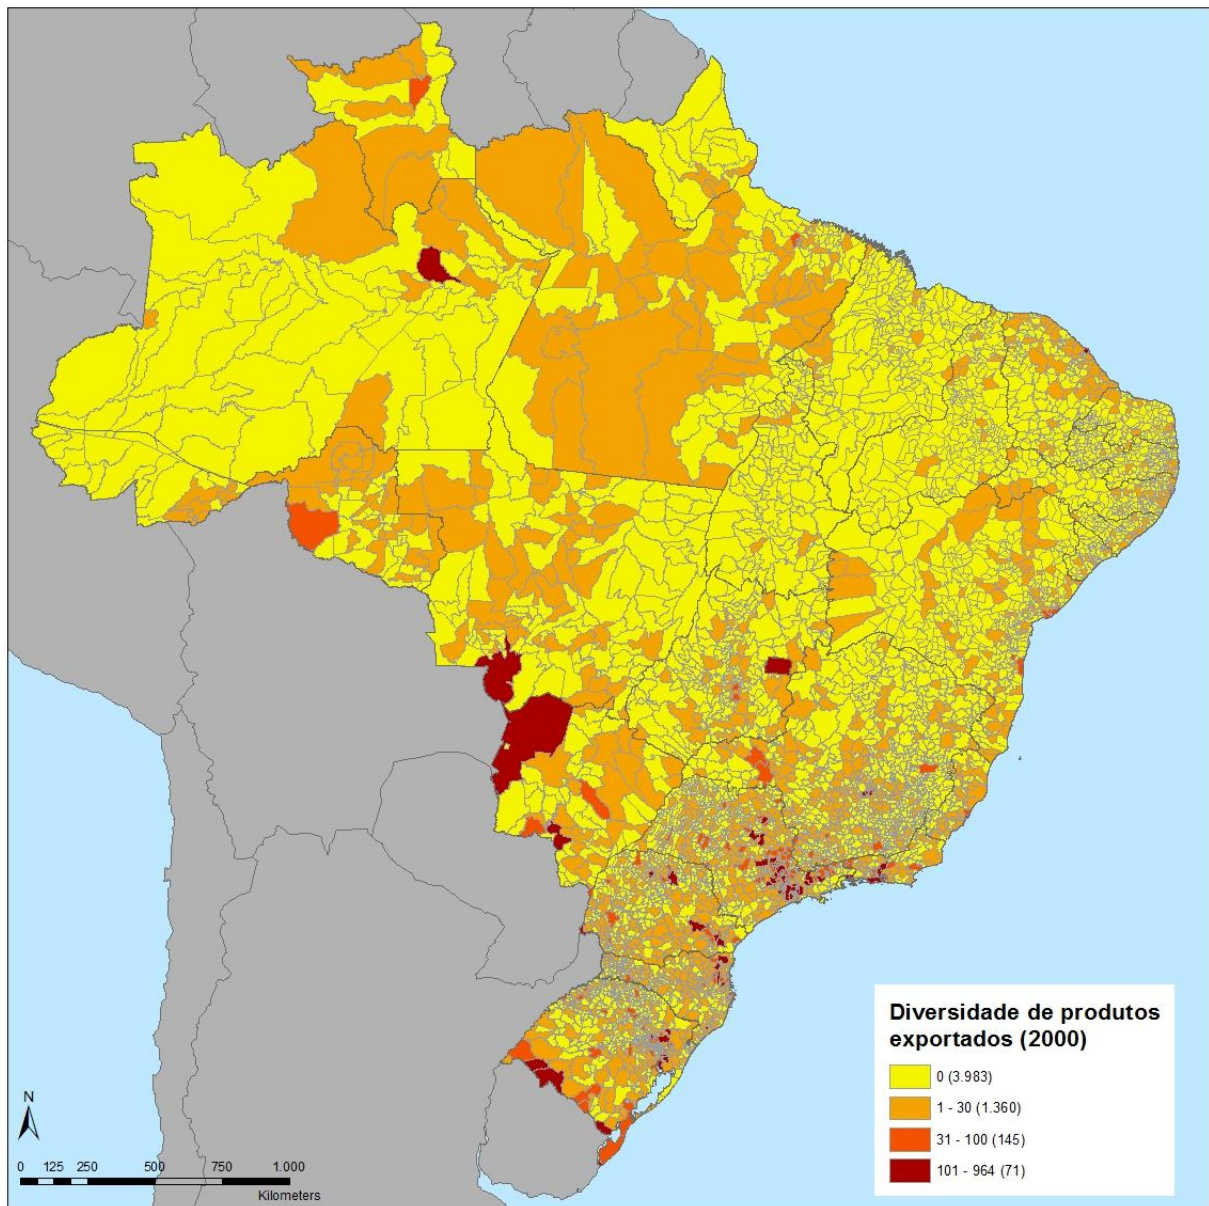 Diversidade de produtos
exportados (2000)
0 (3.983)
1 - 30 (1.360)
31 - 100 (145)
101 - 964 (71)
N
0 125 250 500 750 1.000
Kilometers